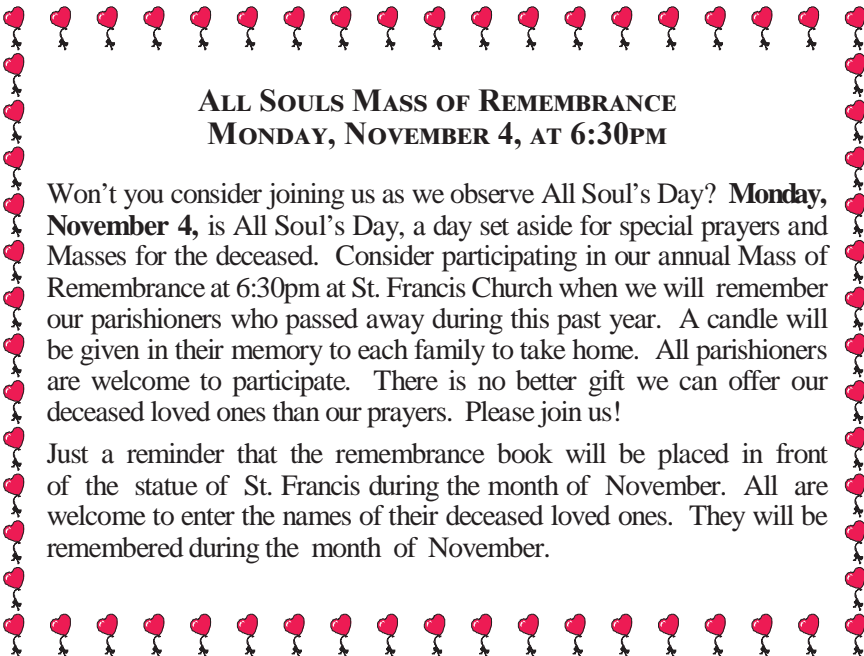 ALL SOULS MASS OF REMEMBRANCE
MONDAY, NOVEMBER 4, AT 6:30PM
Won’t you consider joining us as we observe All Soul’s Day? Monday,
November 4, is All Soul’s Day, a day set aside for special prayers and
Masses for the deceased. Consider participating in our annual Mass of
Remembrance at 6:30pm at St. Francis Church when we will remember
our parishioners who passed away during this past year. A candle will
be given in their memory to each family to take home. All parishioners
are welcome to participate. There is no better gift we can offer our
deceased loved ones than our prayers. Please join us!
Just a reminder that the remembrance book will be placed in front
of the statue of St. Francis during the month of November. All are
welcome to enter the names of their deceased loved ones. They will be
remembered during the month of November.